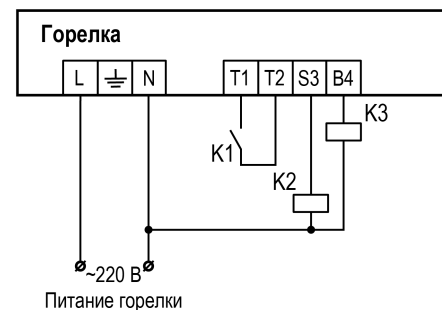 Горелка
L N T1 T2 S3 B4
K3
K1
K2
~220 В
Питание горелки